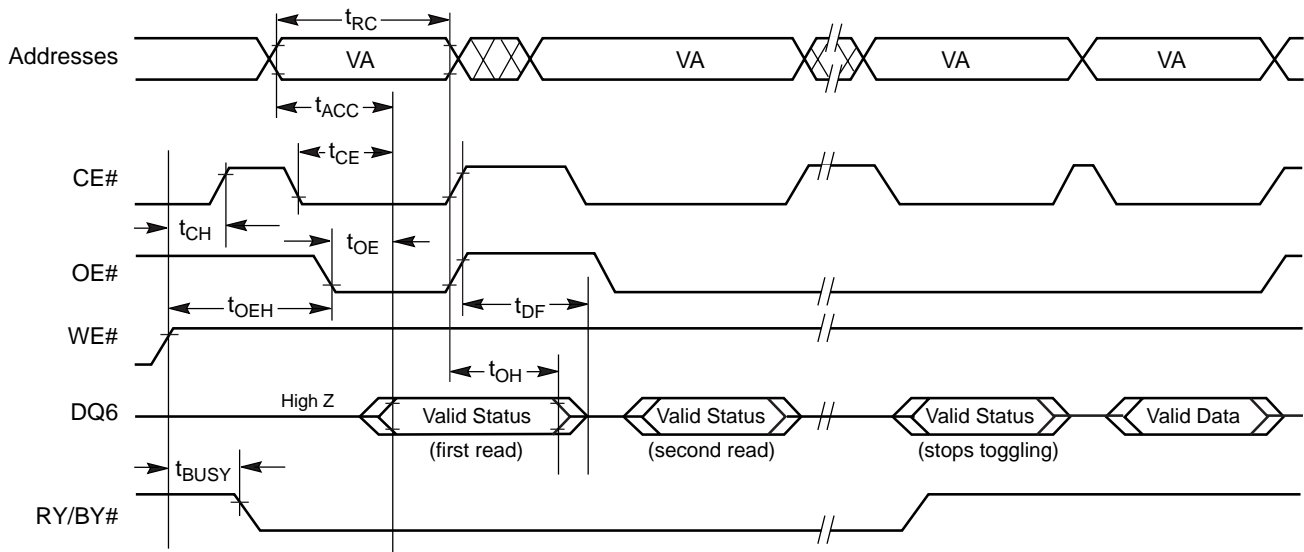 tRC
Addresses VA VA VA VA
tACC
tCE
CE#
tCH tOE
OE#
tOEH tDF
WE#
tOH
High Z
DQ6 Valid Status Valid Status Valid Status Valid Data
(first read) (second read) (stops toggling)
tBUSY
RY/BY#